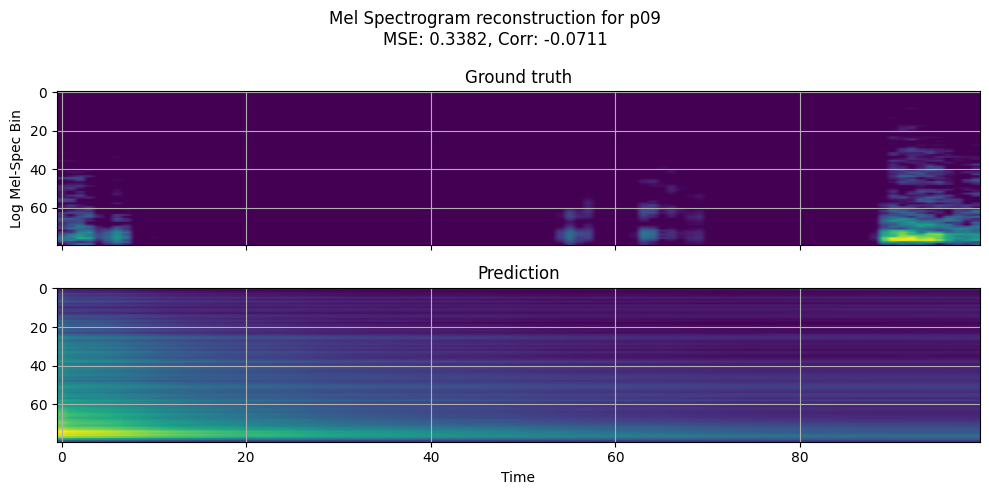 Mel Spectrogram reconstruction for p09
MSE: 0.3382, Corr: -0.0711
Ground truth
0
20
40
60
Log Mel-Spec Bin
Prediction
0
20
40
60
0 20 40 60 80
Time